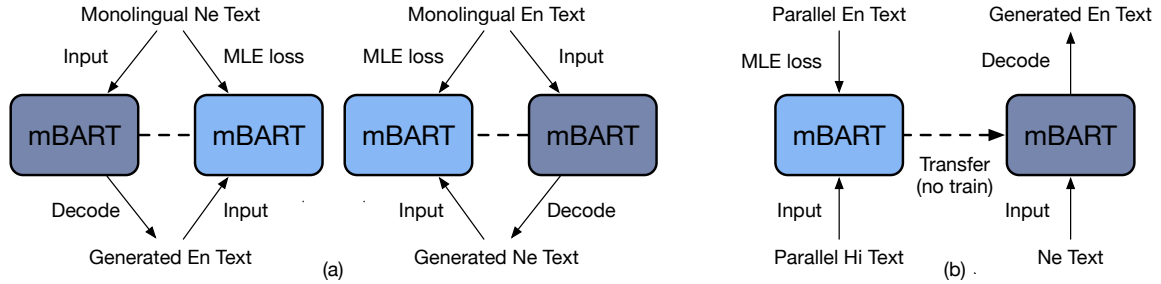 Monolingual Ne Text
Monolingual En Text
Parallel En Text
Generated En Text
Input
MLE loss
MLE loss
Input
MLE loss
Decode
mBART
mBART
mBART
mBART
mBART
mBART
Transfer
(no train)
Decode
Input
Input
Decode
Input
Input
Generated En Text
(a)
Generated Ne Text
Parallel Hi Text
(b)
Ne Text